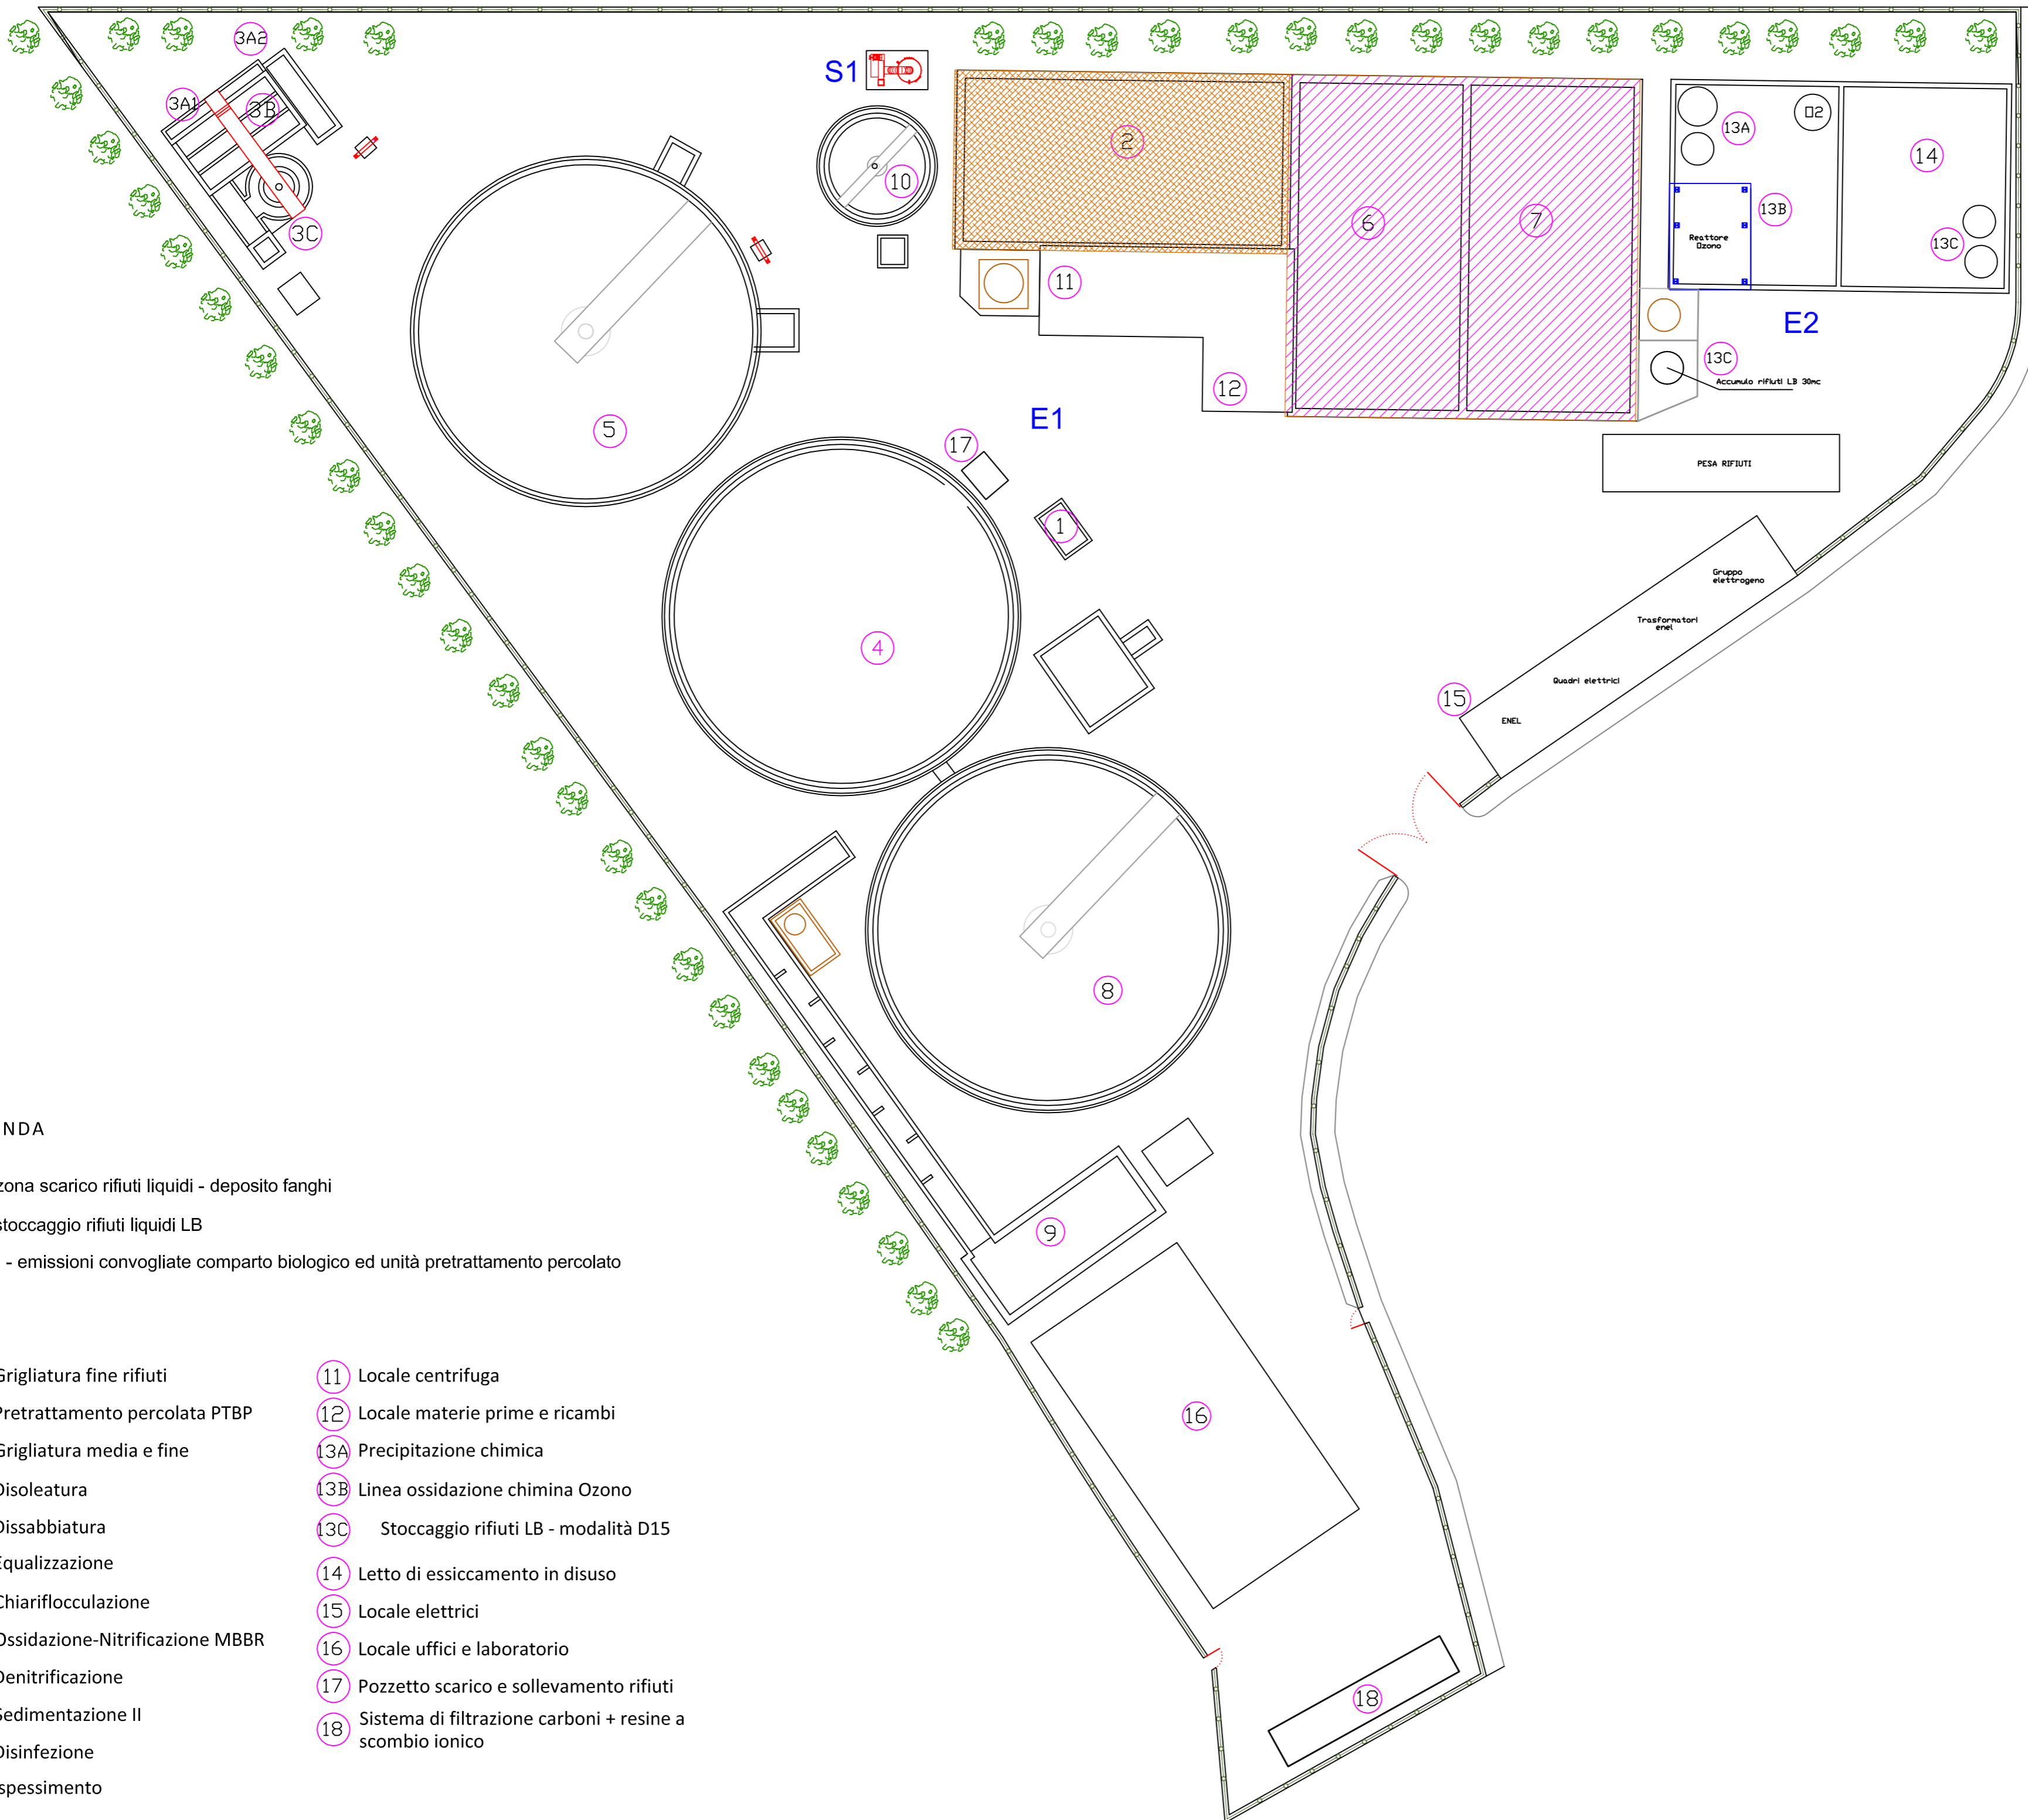 3A2
3A1
3B
3C
S1
10
2
11
12
6
7
13A
O2
13B
Reattore
Ozono
14
13C
E2
13C
Accumulo rifiuti LB 30mc
E1
5
17
1
4
PESA RIFIUTI
Gruppo
elettrogeno
Trasformatori
enel
Quadri elettrici
15
ENEL
8
9
16
18
NDA
zona scarico rifiuti liquidi - deposito fanghi
stoccaggio rifiuti liquidi LB
- emissioni convogliate comparto biologico ed unità pretrattamento percolato
Grigliatura fine rifiuti
Pretrattamento percolata PTBP
Grigliatura media e fine
Disoleatura
Dissabbiatura
Equalizzazione
Chiariflocculazione
Ossidazione-Nitrificazione MBBR
Denitrificazione
Sedimentazione II
Disinfezione
Ispessimento
11 Locale centrifuga
12 Locale materie prime e ricambi
13A Precipitazione chimica
13B Linea ossidazione chimina Ozono
13C Stoccaggio rifiuti LB - modalità D15
14 Letto di essiccamento in disuso
15 Locale elettrici
16 Locale uffici e laboratorio
17 Pozzetto scarico e sollevamento rifiuti
18 Sistema di filtrazione carboni + resine a
scombio ionico